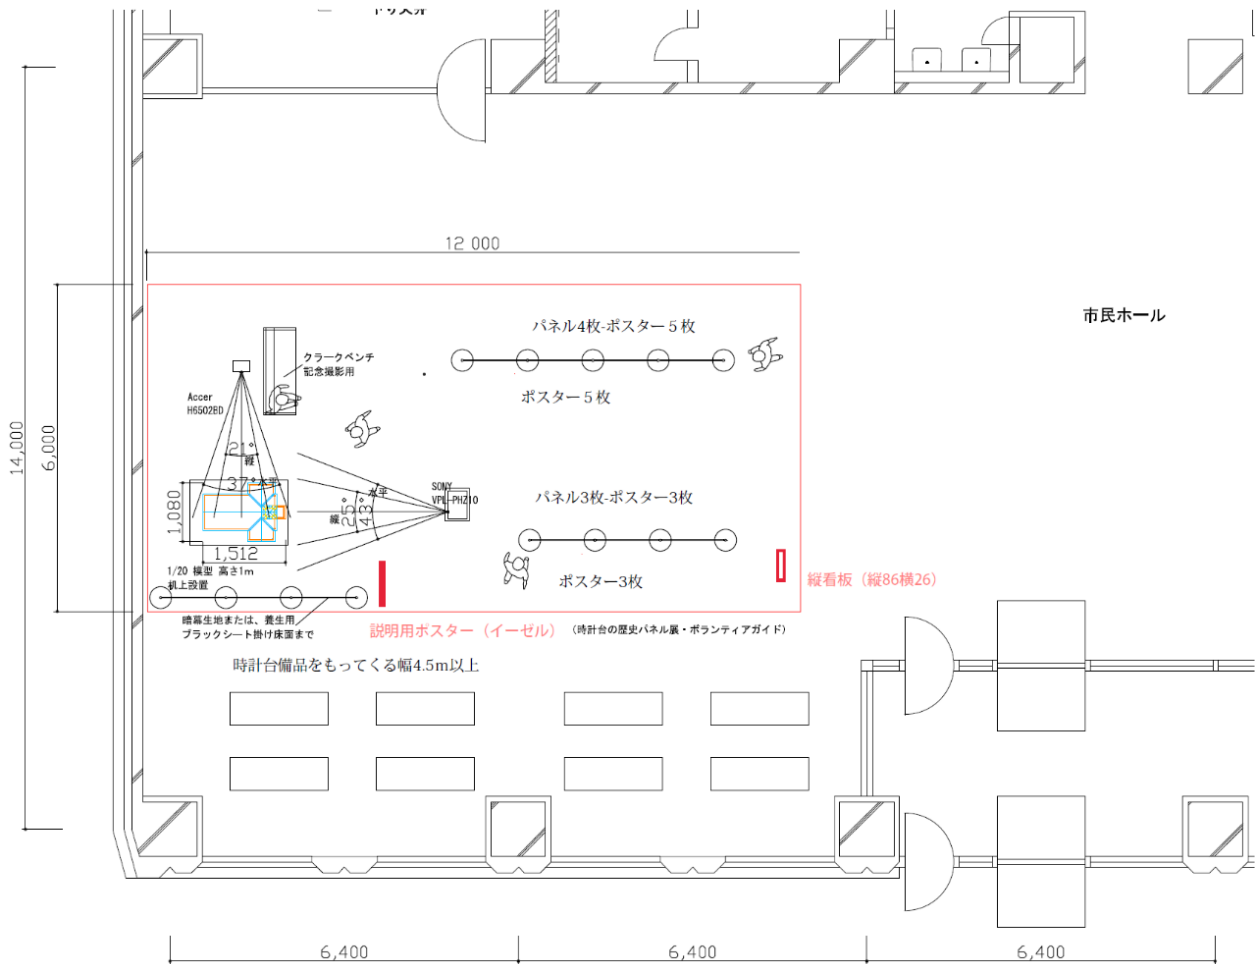 12 000
市民ホール
14,000
6,000
パネル4枚-ポスター５枚
クラークベンチ
記念撮影用
Accer
H6502BD
ポスター５枚
21°
縦
37°
水平
SONY
VPL-PHZ10
水平
縦
25°
43°
パネル3枚-ポスター3枚
1,080
1,512
1/20 模型 高さ1m
机上設置
ポスター3枚
縦看板（縦86横26）
暗幕生地または、養生用
ブラックシート掛け床面まで
説明用ポスター（イーゼル）
（時計台の歴史パネル展・ボランティアガイド）
時計台備品をもってくる幅4.5m以上
6,400
6,400
6,400